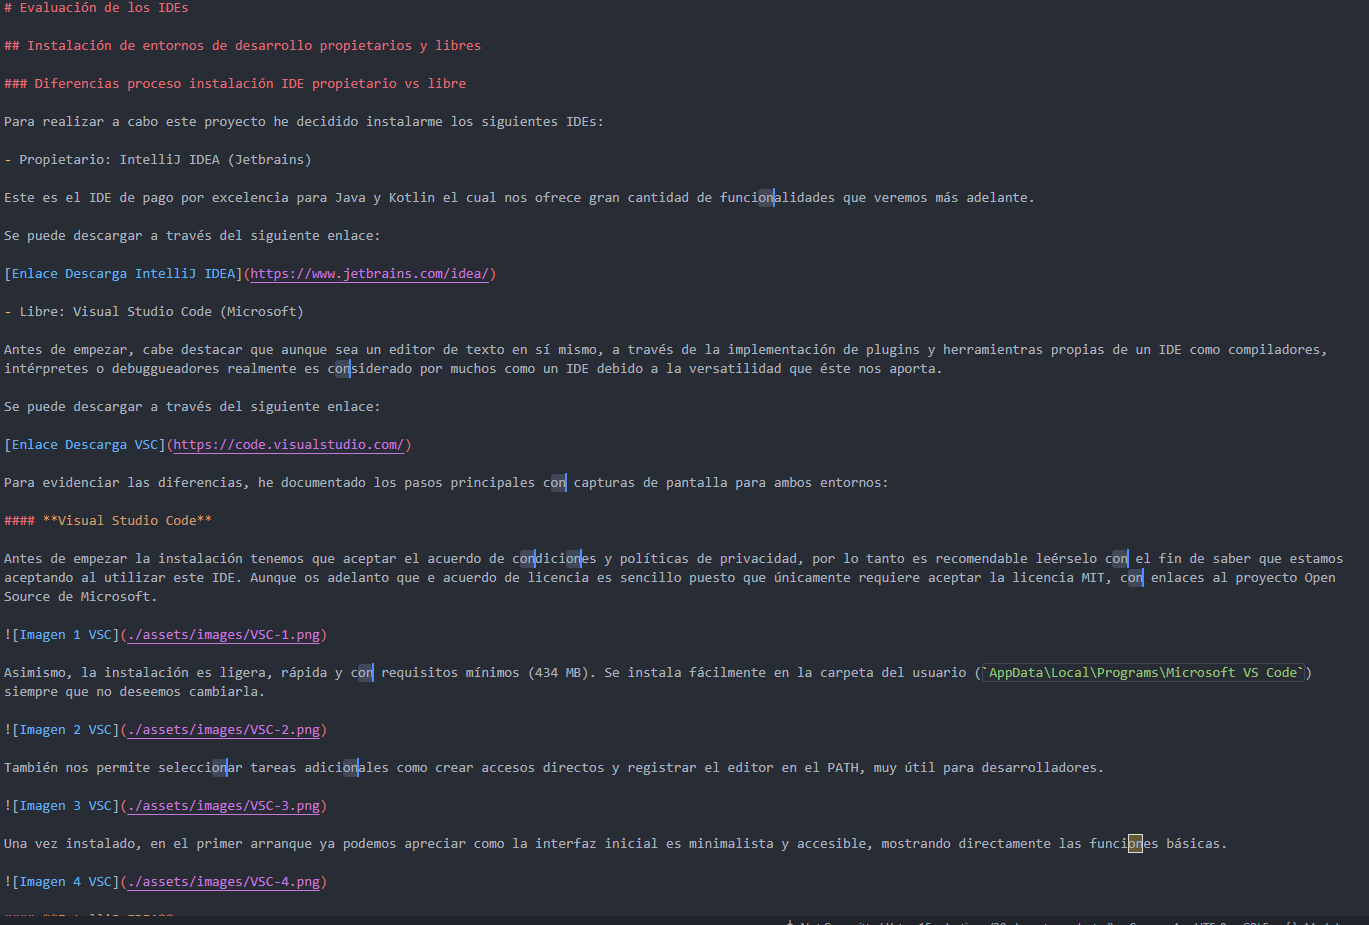 # Evaluación de los IDEs
## Instalación de entornos de desarrollo propietarios y libres
### Diferencias proceso instalación IDE propietario vs libre
Para realizar a cabo este proyecto he decidido instalarme los siguientes IDEs:
- Propietario: IntelliJ IDEA (Jetbrains)
Este es el IDE de pago por excelencia para Java y Kotlin el cual nos ofrece gran cantidad de funcionalidades que veremos más adelante.
Se puede descargar a través del siguiente enlace:
[Enlace Descarga IntelliJ IDEA](https://www.jetbrains.com/idea/)
- Libre: Visual Studio Code (Microsoft)
Antes de empezar, cabe destacar que aunque sea un editor de texto en sí mismo, a través de la implementación de plugins y herramientras propias de un IDE como compiladores,
intérpretes o debuggueadores realmente es considerado por muchos como un IDE debido a la versatilidad que éste nos aporta.
Se puede descargar a través del siguiente enlace:
[Enlace Descarga VSC](https://code.visualstudio.com/)
Para evidenciar las diferencias, he documentado los pasos principales con capturas de pantalla para ambos entornos:
#### **Visual Studio Code**
Antes de empezar la instalación tenemos que aceptar el acuerdo de condiciones y políticas de privacidad, por lo tanto es recomendable leérselo con el fin de saber que estamos
aceptando al utilizar este IDE. Aunque os adelanto que e acuerdo de licencia es sencillo puesto que únicamente requiere aceptar la licencia MIT, con enlaces al proyecto Open
Source de Microsoft.
![Imagen 1 VSC](./assets/images/VSC-1.png)
Asimismo, la instalación es ligera, rápida y con requisitos mínimos (434 MB). Se instala fácilmente en la carpeta del usuario (`AppData\Local\Programs\Microsoft VS Code`)
siempre que no deseemos cambiarla.
![Imagen 2 VSC](./assets/images/VSC-2.png)
También nos permite seleccionar tareas adicionales como crear accesos directos y registrar el editor en el PATH, muy útil para desarrolladores.
![Imagen 3 VSC](./assets/images/VSC-3.png)
Una vez instalado, en el primer arranque ya podemos apreciar como la interfaz inicial es minimalista y accesible, mostrando directamente las funciones básicas.
![Imagen 4 VSC](./assets/images/VSC-4.png)